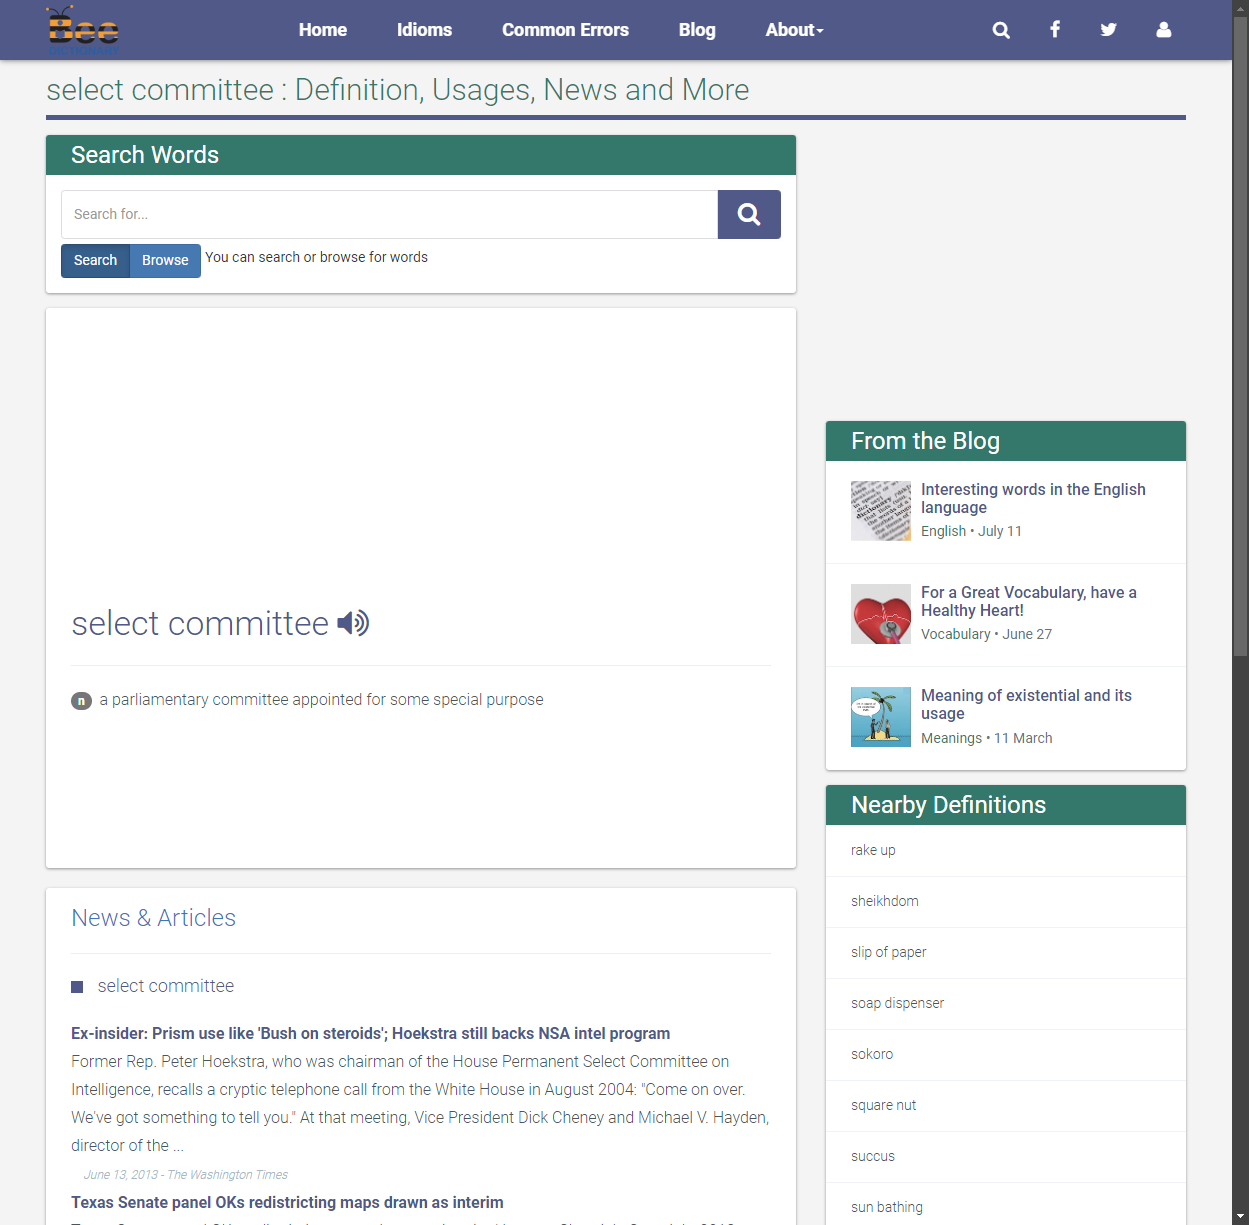 Bee
DICTIONARY
Home
Idioms
Common Errors
Blog
About
select committee : Definition, Usages, News and More
Search Words
Search for...
Search
Browse
You can search or browse for words
select committee
n a parliamentary committee appointed for some special purpose
News & Articles
select committee
Ex-insider: Prism use like 'Bush on steroids'; Hoekstra still backs NSA intel program
Former Rep. Peter Hoekstra, who was chairman of the House Permanent Select Committee on
Intelligence, recalls a cryptic telephone call from the White House in August 2004: "Come on over.
We've got something to tell you." At that meeting, Vice President Dick Cheney and Michael V. Hayden,
director of the ...
June 13, 2013 - The Washington Times
Texas Senate panel OKs redistricting maps drawn as interim
From the Blog
Interesting words in the English
language
English • July 11
For a Great Vocabulary, have a
Healthy Heart!
Vocabulary • June 27
Meaning of existential and its
usage
Meanings • 11 March
Nearby Definitions
rake up
sheikhdom
slip of paper
soap dispenser
sokoro
square nut
succus
sun bathing